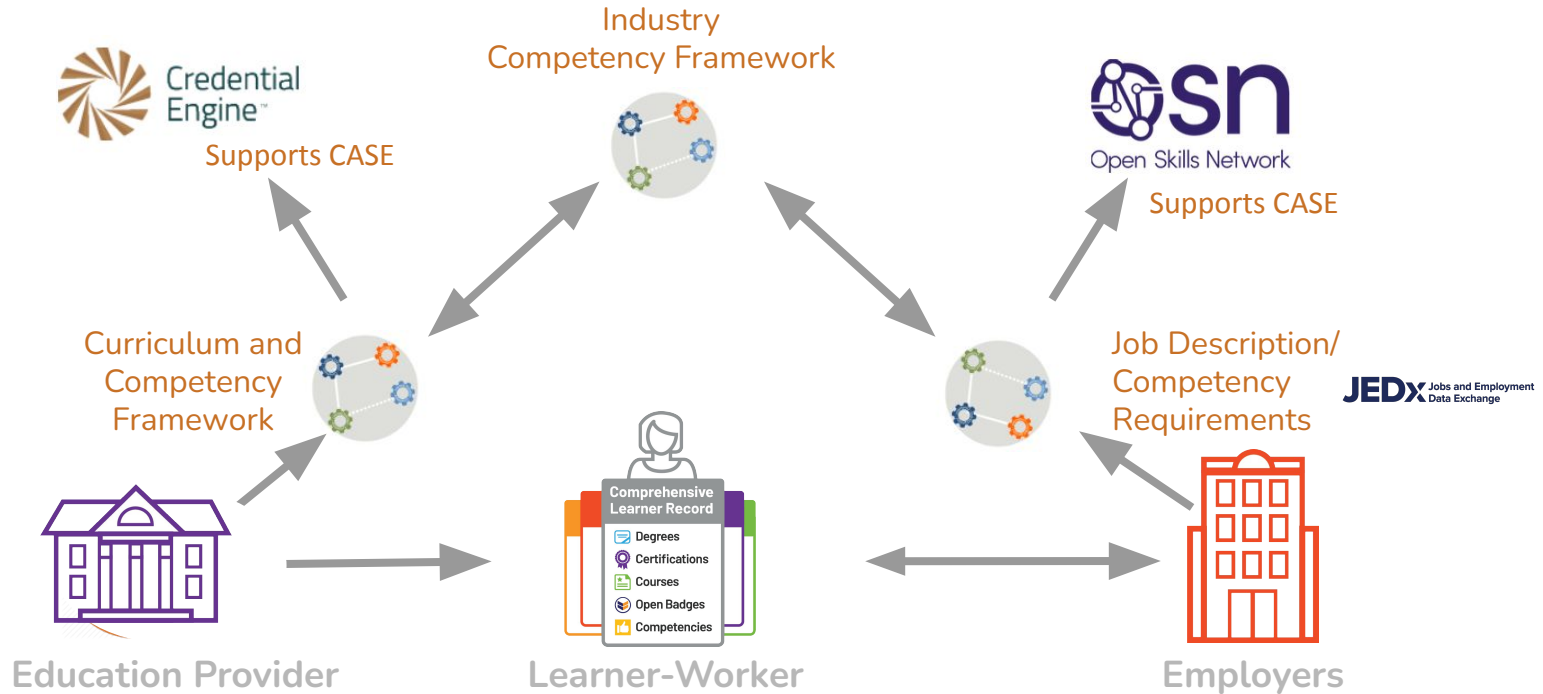 Industry
Competency Framework
Credential
Engine™
Supports CASE
osn
Open Skills Network
Supports CASE
Curriculum and
Competency
Framework
Job Description/
Competency
Requirements
JEDx Jobs and Employment
Data Exchange
Comprehensive
Learner Record
Degrees
Certifications
Courses
Open Badges
Competencies
Education Provider
Learner-Worker
Employers